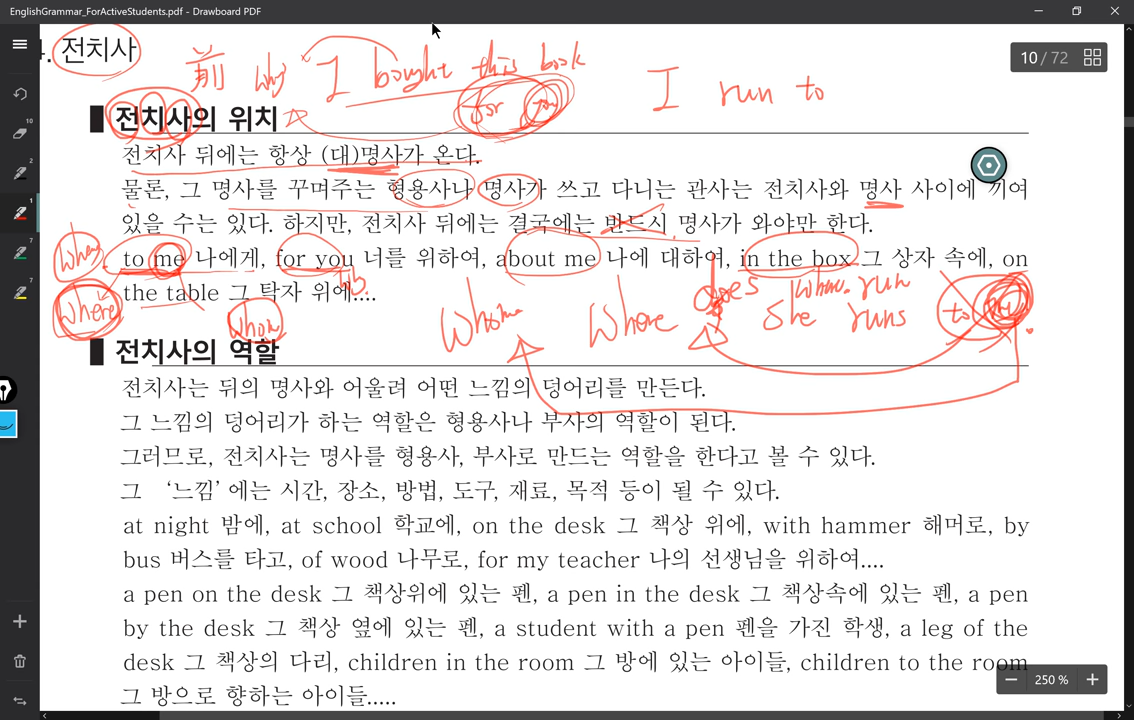 EnglishGrammar_ForActiveStudents.pdf - Drawboard PDF
10 / 72
. 전치사
前 why I bought this book for you
I run to
전치사의 위치
전치사 뒤에는 항상 (대)명사가 온다.
물론, 그 명사를 꾸며주는 형용사나 명사가 쓰고 다니는 관사는 전치사와 명사 사이에 끼여
있을 수는 있다. 하지만, 전치사 뒤에는 결국에는 반드시 명사가 와야만 한다.
to me 나에게, for you 너를 위하여, about me 나에 대하여, in the box 그 상자 속에, on
the table 그 탁자 위에....
Where
Whom
Where does She runs to
run
전치사의 역할
전치사는 뒤의 명사와 어울려 어떤 느낌의 덩어리를 만든다.
그 느낌의 덩어리가 하는 역할은 형용사나 부사의 역할이 된다.
그러므로, 전치사는 명사를 형용사, 부사로 만드는 역할을 한다고 볼 수 있다.
그 ‘느낌’에는 시간, 장소, 방법, 도구, 재료, 목적 등이 될 수 있다.
at night 밤에, at school 학교에, on the desk 그 책상 위에, with hammer 해머로, by
bus 버스를 타고, of wood 나무로, for my teacher 나의 선생님을 위하여....
a pen on the desk 그 책상위에 있는 펜, a pen in the desk 그 책상속에 있는 펜, a pen
by the desk 그 책상 옆에 있는 펜, a student with a pen 펜을 가진 학생, a leg of the
desk 그 책상의 다리, children in the room 그 방에 있는 아이들, children to the room
그 방으로 향하는 아이들.....
250 %